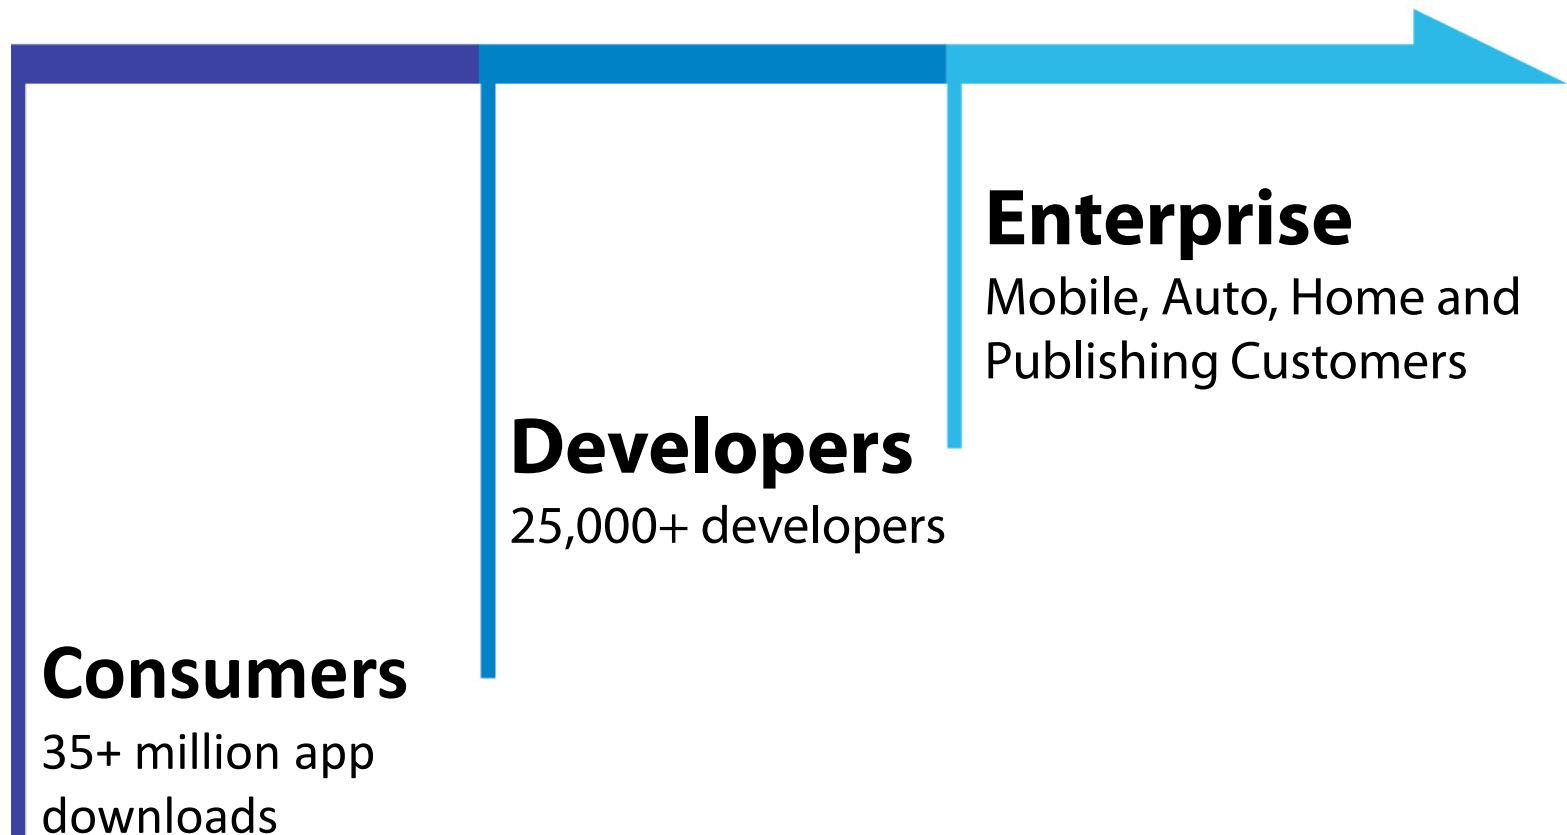 Enterprise
Mobile, Auto, Home and
Publishing Customers
Developers
25,000+ developers
Consumers
35+ million app
downloads